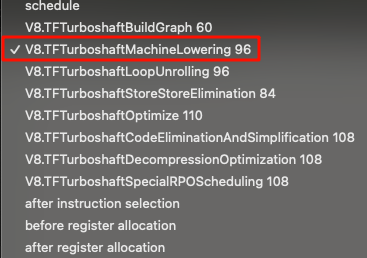 schedule
V8.TFTurboshaftBuildGraph 60
✓ V8.TFTurboshaftMachineLowering 96
V8.TFTurboshaftLoopUnrolling 96
V8.TFTurboshaftStoreStoreElimination 84
V8.TFTurboshaftOptimize 110
V8.TFTurboshaftCodeEliminationAndSimplification 108
V8.TFTurboshaftDecompressionOptimization 108
V8.TFTurboshaftSpecialRPOScheduling 108
after instruction selection
before register allocation
after register allocation